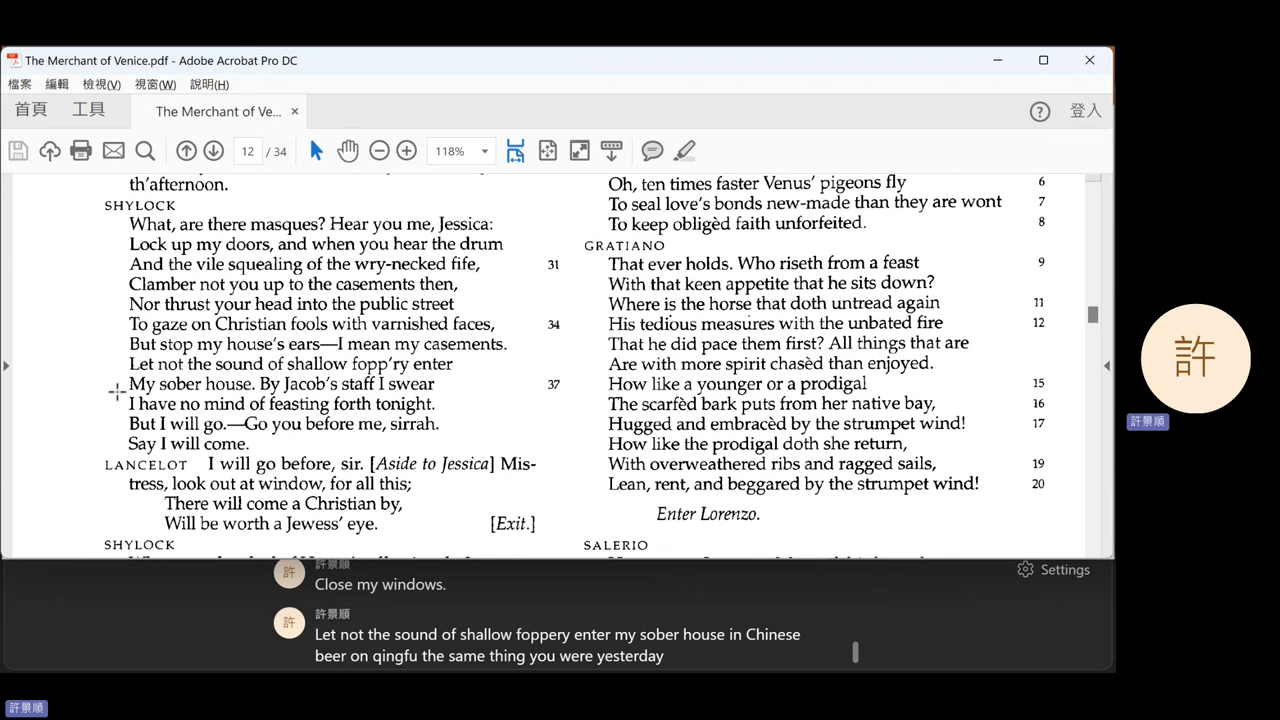 The Merchant of Venice.pdf - Adobe Acrobat Pro DC
檔案 編輯 檢視(V) 視窗(W) 說明(H)
首頁 工具 The Merchant of Ve... × 登入
12 / 34 118%
th'afternoon.
SHYLOCK
What, are there masques? Hear you me, Jessica:
Lock up my doors, and when you hear the drum
And the vile squealing of the wry-necked fife, 31
Clamber not you up to the casements then,
Nor thrust your head into the public street
To gaze on Christian fools with varnished faces, 34
But stop my house's ears—I mean my casements.
Let not the sound of shallow fopp'ry enter
My sober house. By Jacob's staff I swear 37
I have no mind of feasting forth tonight.
But I will go.—Go you before me, sirrah.
Say I will come.
LANCELOT I will go before, sir. [Aside to Jessica] Mis-
tress, look out at window, for all this;
There will come a Christian by,
Will be worth a Jewess' eye. [Exit.]
SHYLOCK
Oh, ten times faster Venus' pigeons fly 6
To seal love's bonds new-made than they are wont 7
To keep obligèd faith unforfeited. 8
GRATIANO
That ever holds. Who riseth from a feast 9
With that keen appetite that he sits down?
Where is the horse that doth untread again 11
His tedious measures with the unbated fire 12
That he did pace them first? All things that are
Are with more spirit chasèd than enjoyed.
How like a younger or a prodigal 15
The scarfèd bark puts from her native bay, 16
Hugged and embracèd by the strumpet wind! 17
How like the prodigal doth she return,
With overweathered ribs and ragged sails, 19
Lean, rent, and beggared by the strumpet wind! 20
Enter Lorenzo.
SALERIO
許
許景順
Settings
許 許景順
Close my windows.
許 許景順
Let not the sound of shallow foppery enter my sober house in Chinese
beer on qingfu the same thing you were yesterday
許景順